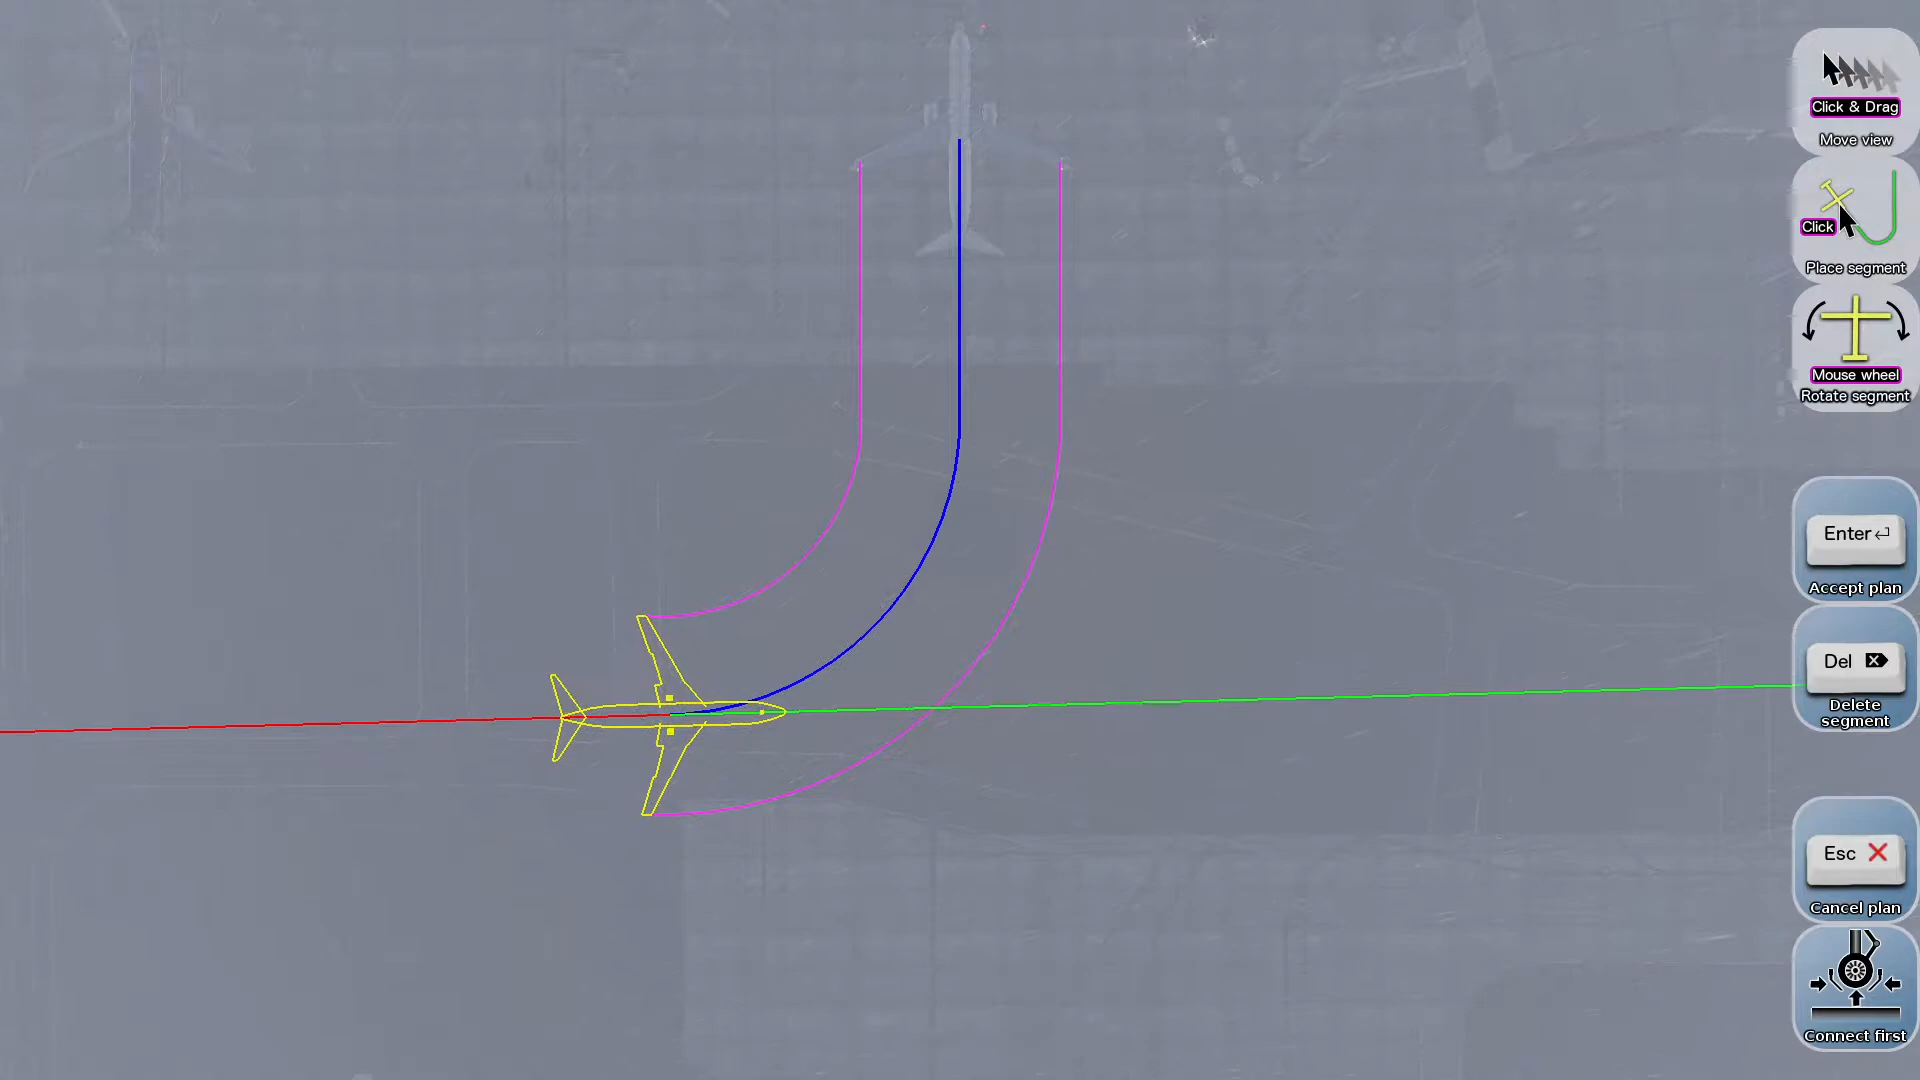 Click & Drag
Move view
Click
Place segment
Mouse wheel
Rotate segment
Enter
Accept plan
Del
Delete
segment
Esc
Cancel plan
Connect first